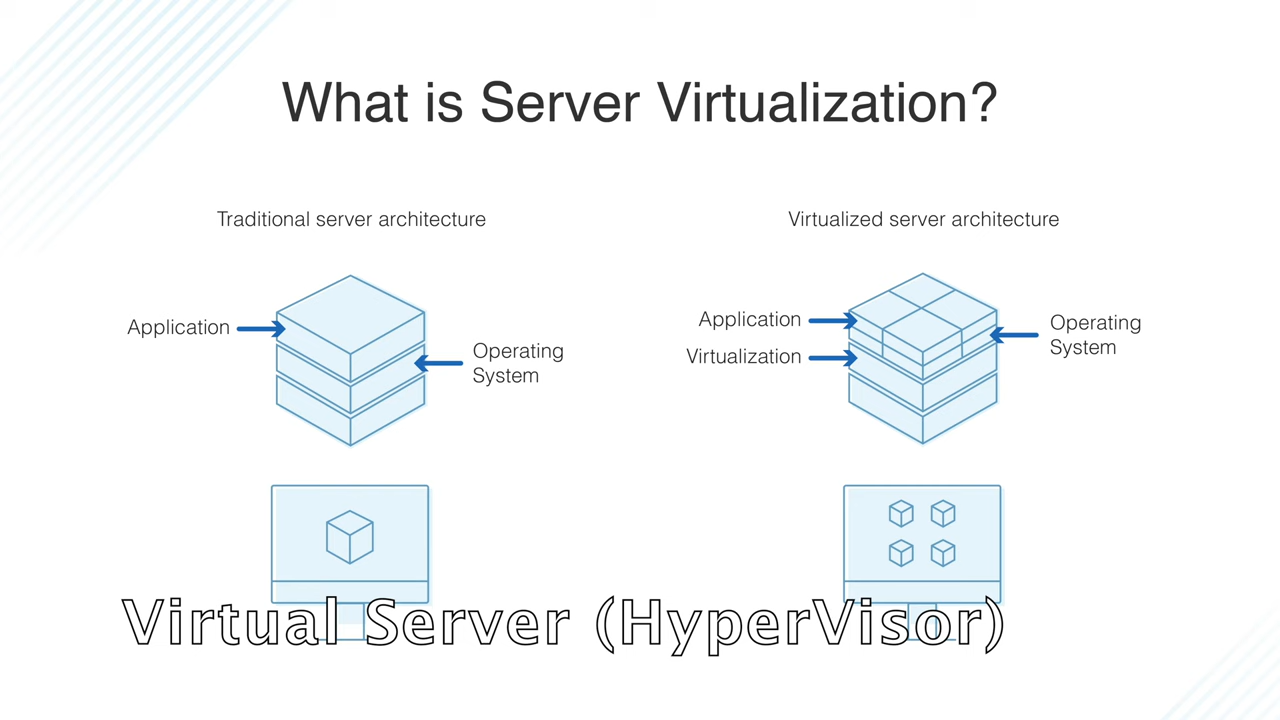 What is Server Virtualization?
Traditional server architecture
Application
Operating
System
Virtualized server architecture
Application
Virtualization
Operating
System
Virtual Server (HyperVisor)